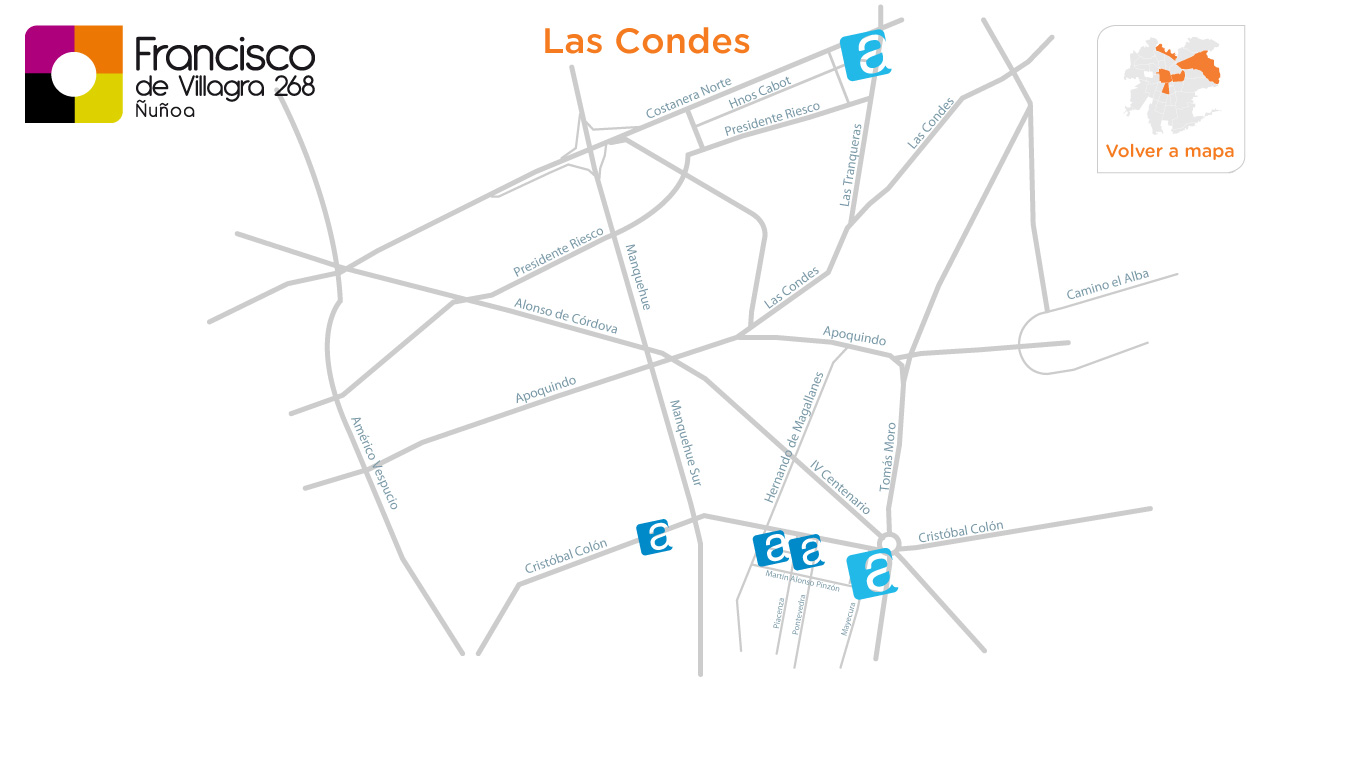 Francisco
de Villagra 268
Ñuñoa
Las Condes
Volver a mapa
Costanera Norte
Hnos Cabot
Presidente Riesco
Las Tranqueras
Las Condes
Presidente Riesco
Manquehue
Alonso de Córdova
Las Condes
Camino el Alba
Apoquindo
Apoquindo
Hernando de Magallanes
Américo Vespucio
Manquehue Sur
Tomás Moro
IV Centenario
Cristóbal Colón
Cristóbal Colón
a
a
a
a
a
Martín Alonso Pinzón
Piacenza
Pontevedra
Mayecura